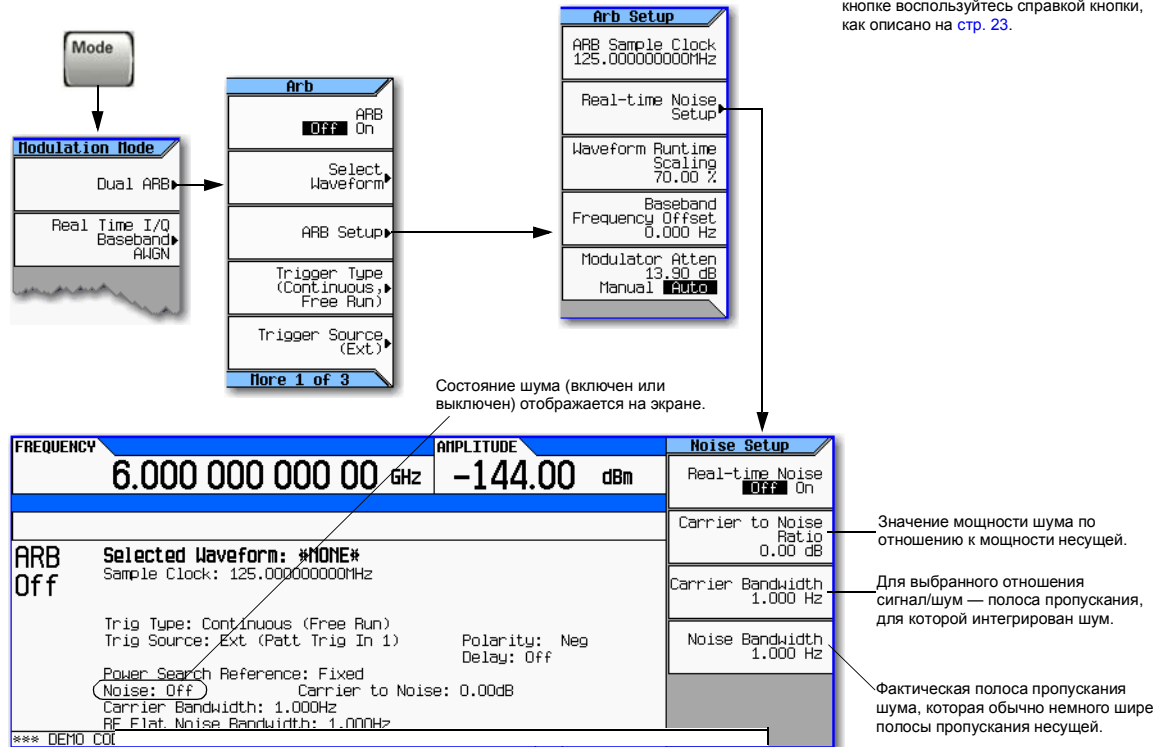 кнопке воспользуйтесь справкой кнопки,
как описано на стр. 23.
Mode
Modulation Mode
Dual ARB
Real Time I/Q
Baseband
AWGN
Arb
ARB
Off On
Select
Waveform
ARB Setup
Trigger Type
(Continuous,
Free Run)
Trigger Source
(Ext)
More 1 of 3
Arb Setup
ARB Sample Clock
125.000000000MHz
Real-time Noise
Setup
Waveform Runtime
Scaling
70.00 %
Baseband
Frequency Offset
0.000 Hz
Modulator Atten
13.90 dB
Manual Auto
Состояние шума (включен или
выключен) отображается на экране.
FREQUENCY
6.000 000 000 00 GHz
AMPLITUDE
-144.00 dBm
ARB
Off
Selected Waveform: *NONE*
Sample Clock: 125.000000000MHz
Trig Type: Continuous (Free Run)
Trig Source: Ext (Patt Trig In 1) Polarity: Neg
Delay: Off
Power Search Reference: Fixed
Noise: Off Carrier to Noise: 0.00dB
Carrier Bandwidth: 1.000Hz
RF Flat Noise Bandwidth: 1.000Hz
*** DEMO
Noise Setup
Real-time Noise
Off On
Carrier to Noise
Ratio
0.00 dB
Carrier Bandwidth
1.000 Hz
Noise Bandwidth
1.000 Hz
Значение мощности шума по
отношению к мощности несущей.
Для выбранного отношения
сигнал/шум — полоса пропускания,
для которой интегрирован шум.
Фактическая полоса пропускания
шума, которая обычно немного шире
полосы пропускания несущей.